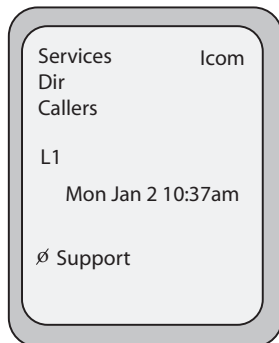 Services Icom
Dir
Callers
L1
Mon Jan 2 10:37am
ø Support